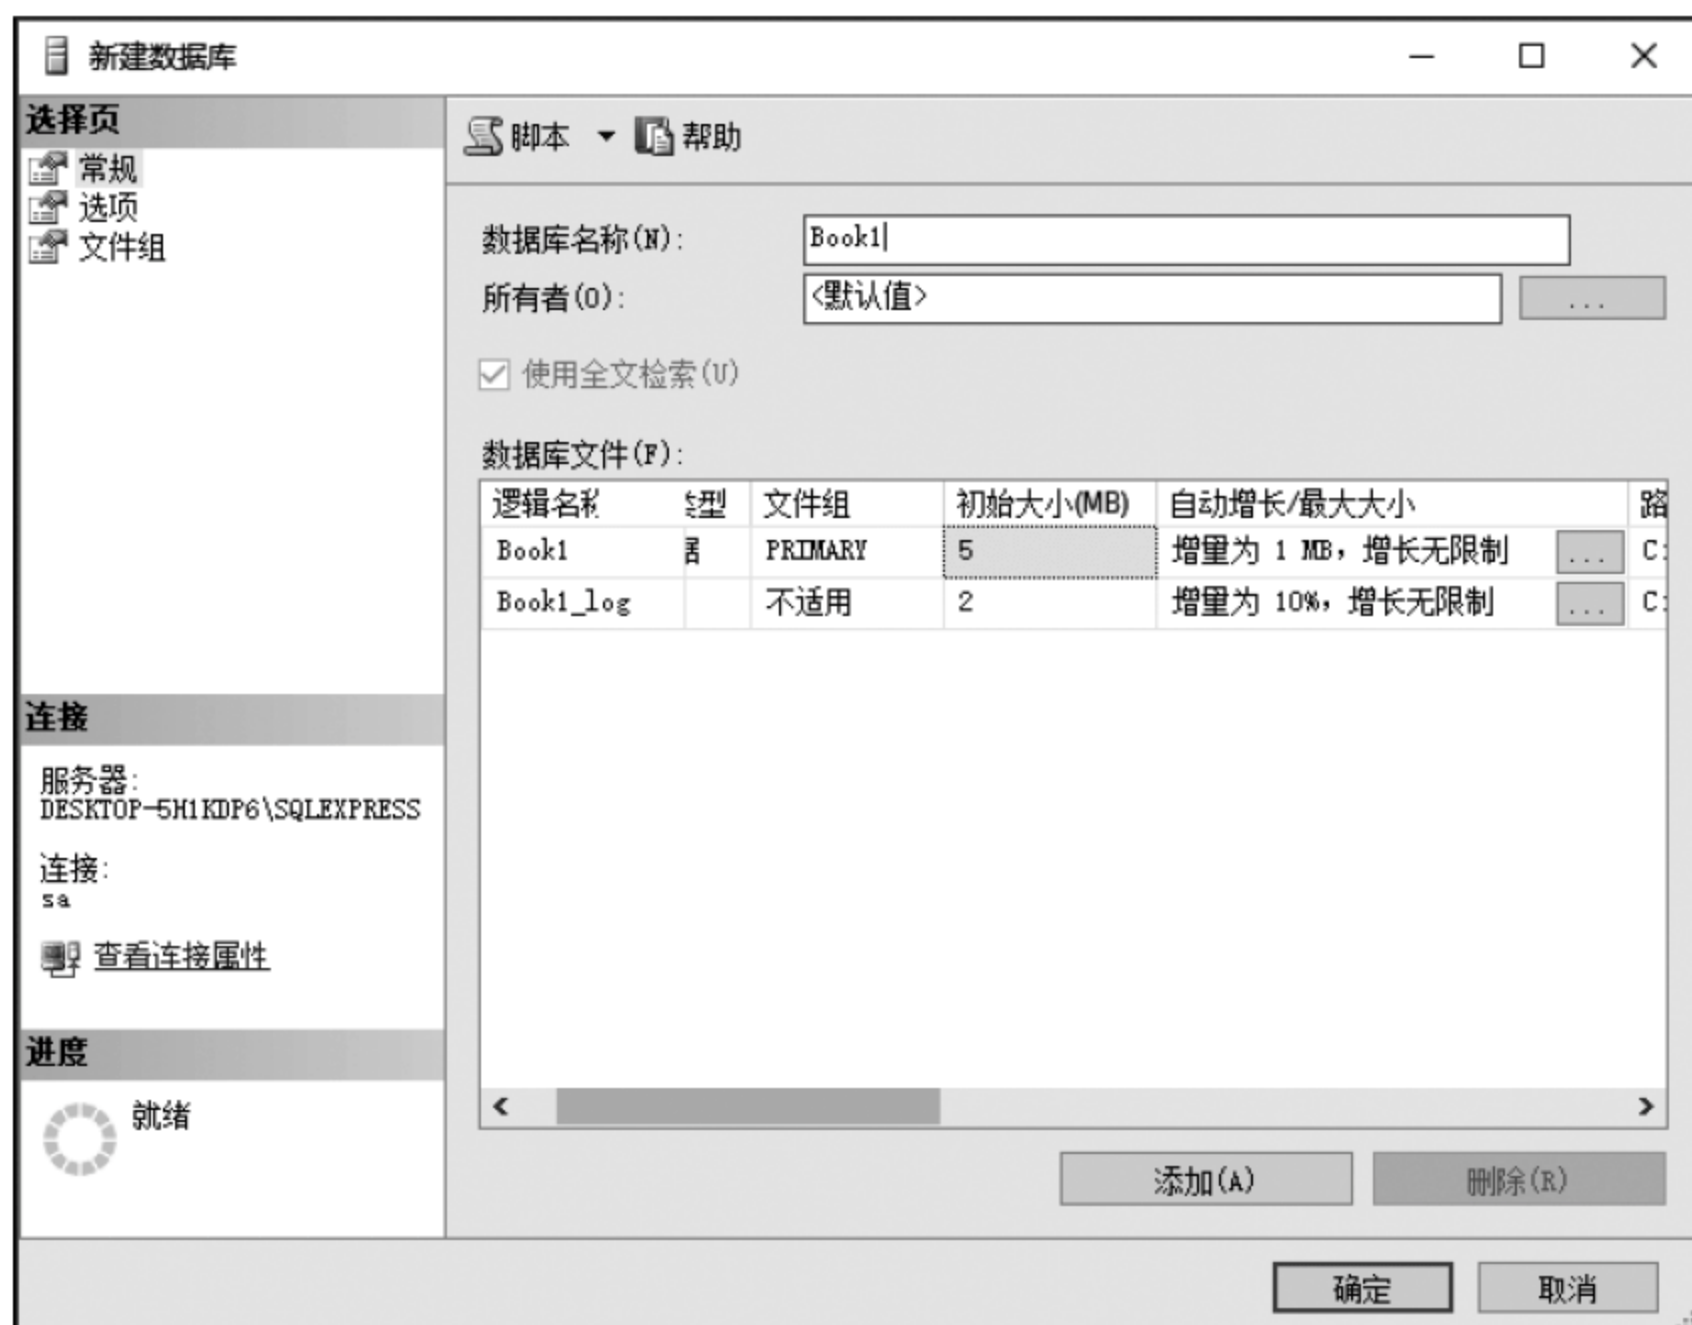 新建数据库
选择页
常规
选项
文件组
脚本 帮助
数据库名称(N): Book1
所有者(O): <默认值> ...
使用全文检索(U)
数据库文件(F):
逻辑名称 类型 文件组 初始大小(MB) 自动增长/最大大小 路
Book1 PRIMARY 5 增量为 1 MB，增长无限制 ... C:
Book1_log 不适用 2 增量为 10%，增长无限制 ... C:
添加(A) 删除(R)
连接
服务器:
DESKTOP-5H1KDP6\SQLEXPRESS
连接:
sa
查看连接属性
进度
就绪
确定 取消